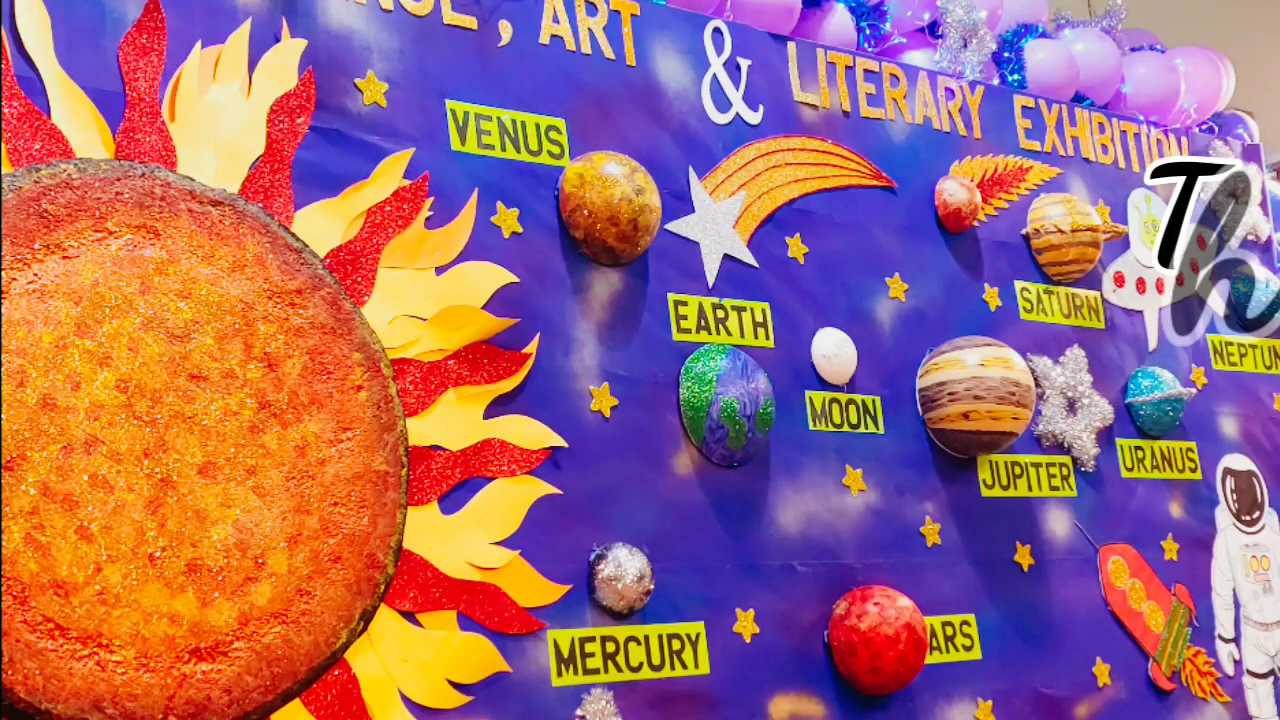 , ART & LITERARY EXHIBITION
VENUS
EARTH
SATURN
MOON
JUPITER
URANUS
MERCURY